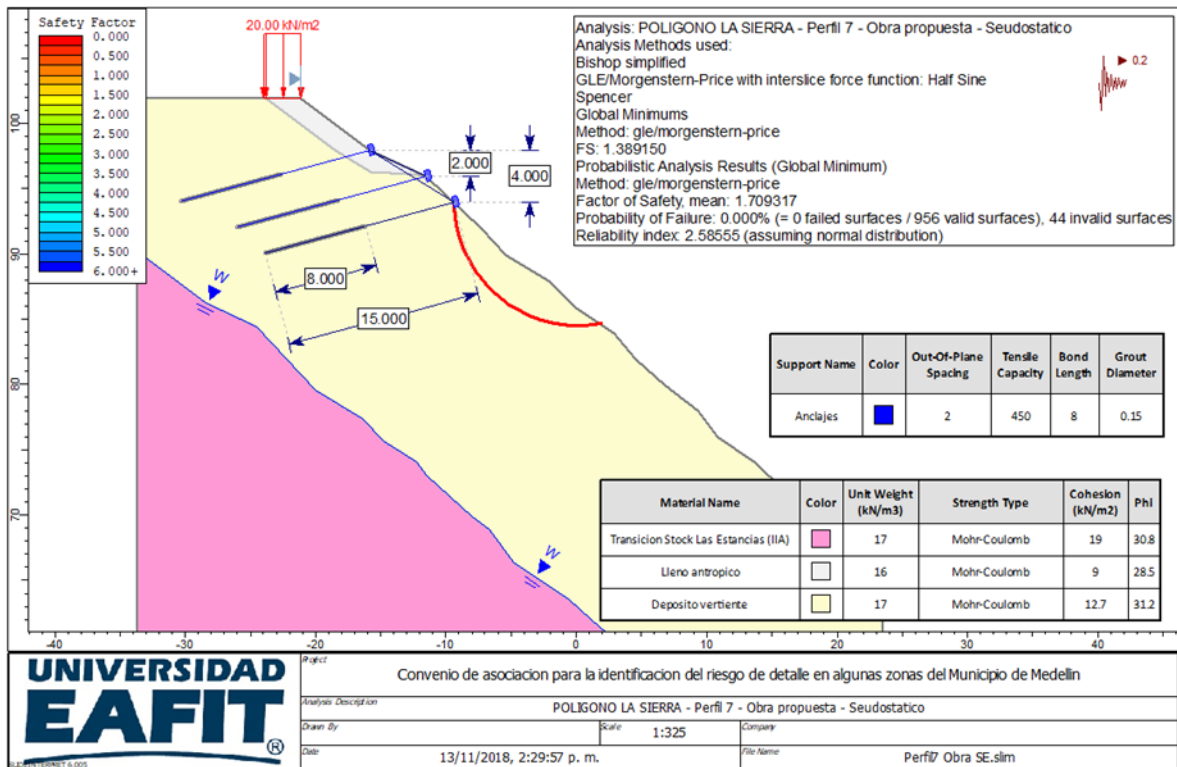 Safety Factor
0.000
0.500
1.000
1.500
2.000
2.500
3.000
3.500
4.000
4.500
5.000
5.500
6.000+
20.00 kN/m2
Analysis: POLIGONO LA SIERRA - Perfil 7 - Obra propuesta - Seudostatico
Analysis Methods used:
Bishop simplified
GLE/Morgenstern-Price with interslice force function: Half Sine
Spencer
Global Minimums
Method: gle/morgenstern-price
FS: 1.389150
Probabilistic Analysis Results (Global Minimum)
Method: gle/morgenstern-price
Factor of Safety, mean: 1.709317
Probability of Failure: 0.000% (= 0 failed surfaces / 956 valid surfaces), 44 invalid surfaces
Reliability index: 2.58555 (assuming normal distribution)
0.2
2.000
4.000
8.000
15.000
W
W
100
90
80
70
-40 -30 -20 -10 0 10 20 30 40
Support Name Color Out-Of-Plane Spacing Tensile Capacity Bond Length Grout Diameter
Anclajes 2 450 8 0.15
Material Name Color Unit Weight (kN/m3) Strength Type Cohesion (kN/m2) Phi
Transicion Stock Las Estancias (IIA) 17 Mohr-Coulomb 19 30.8
Lleno antropico 16 Mohr-Coulomb 9 28.5
Deposito vertiente 17 Mohr-Coulomb 12.7 31.2
UNIVERSIDAD
EAFIT
®
Project
Convenio de asociacion para la identificacion del riesgo de detalle en algunas zonas del Municipio de Medellin
Analysis Description
POLIGONO LA SIERRA - Perfil 7 - Obra propuesta - Seudostatico
Drawn By
Scale
1:325
Company
Date
13/11/2018, 2:29:57 p. m.
File Name
Perfil7 Obra SE.slim